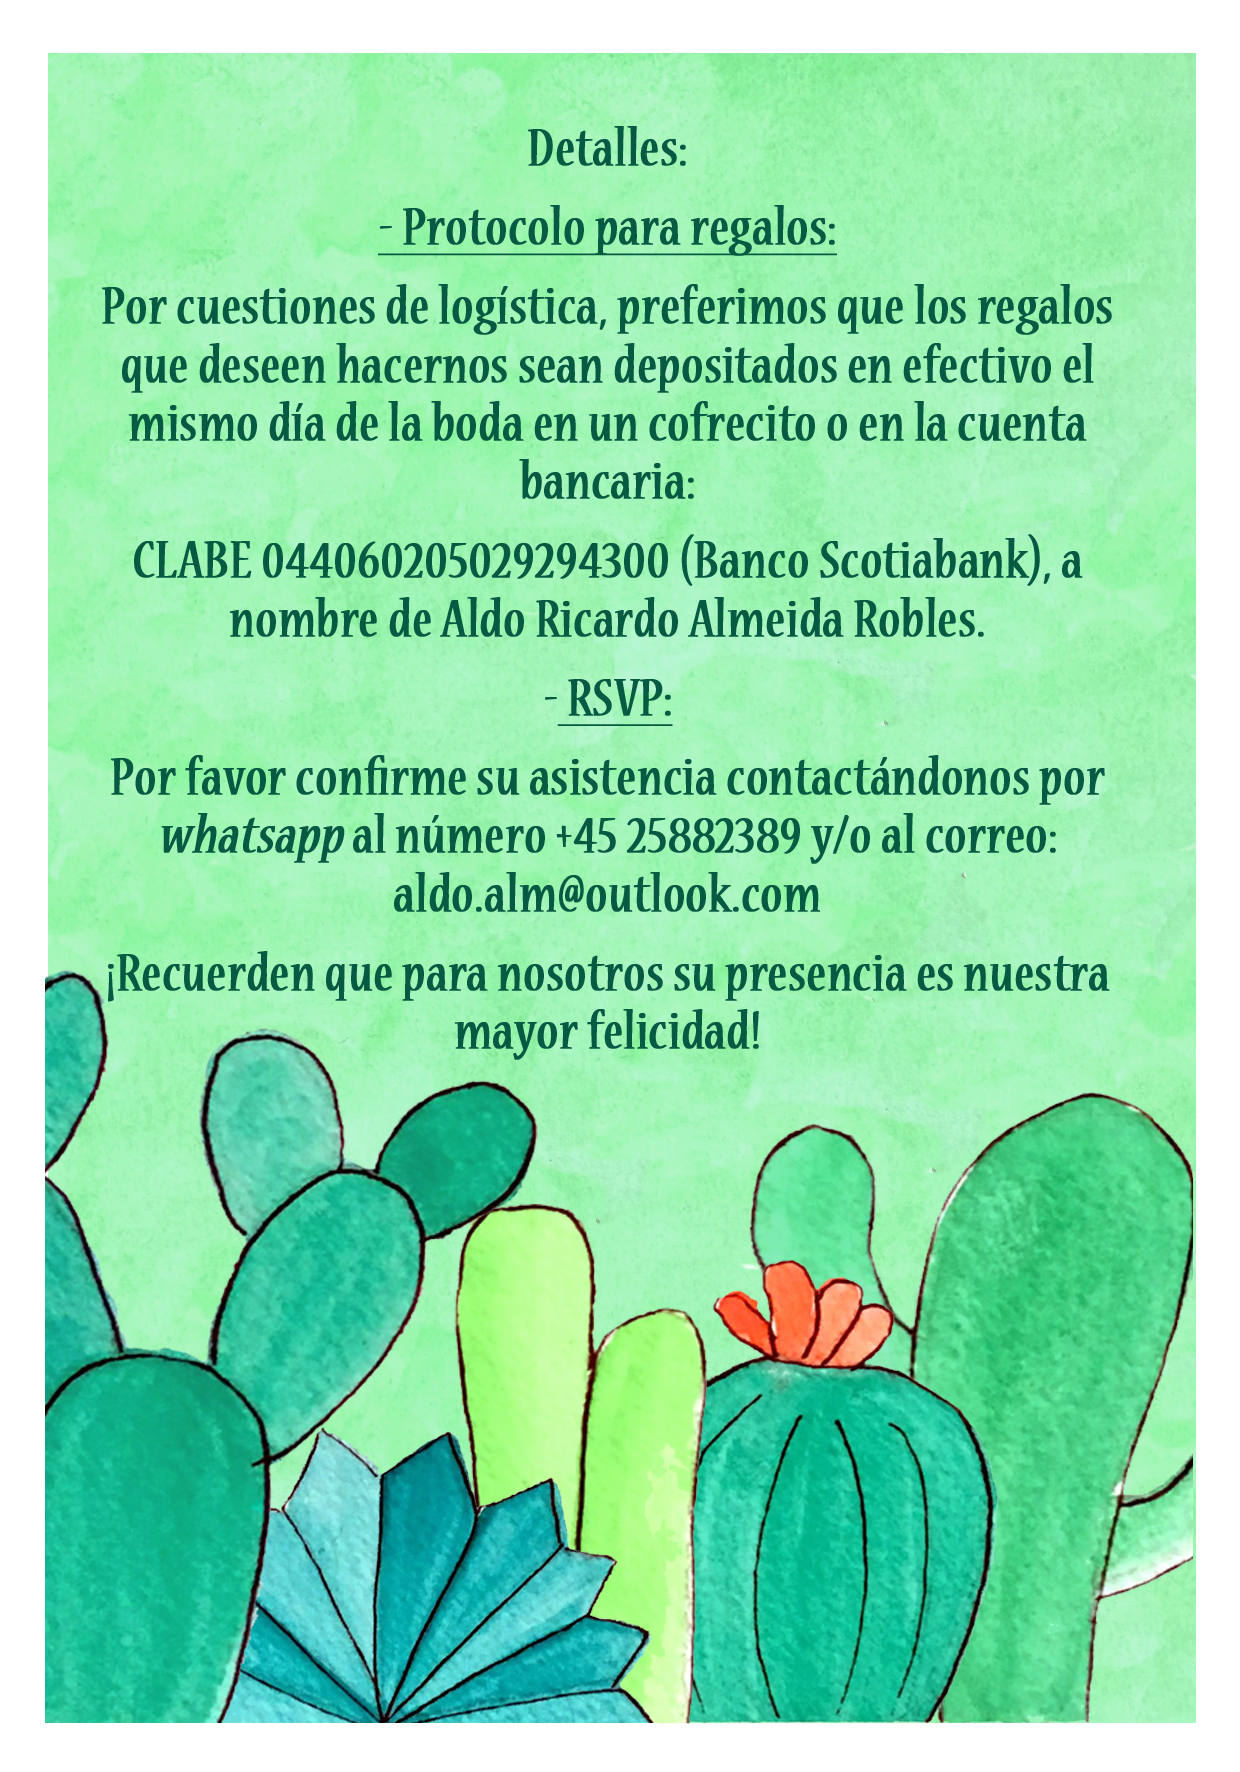 Detalles:
- Protocolo para regalos:
Por cuestiones de logística, preferimos que los regalos
que deseen hacernos sean depositados en efectivo el
mismo día de la boda en un cofrecito o en la cuenta
bancaria:
CLABE 044060205029294300 (Banco Scotiabank), a
nombre de Aldo Ricardo Almeida Robles.
- RSVP:
Por favor confirme su asistencia contactándonos por
whatsapp al número +45 25882389 y/o al correo:
aldo.alm@outlook.com
¡Recuerden que para nosotros su presencia es nuestra
mayor felicidad!